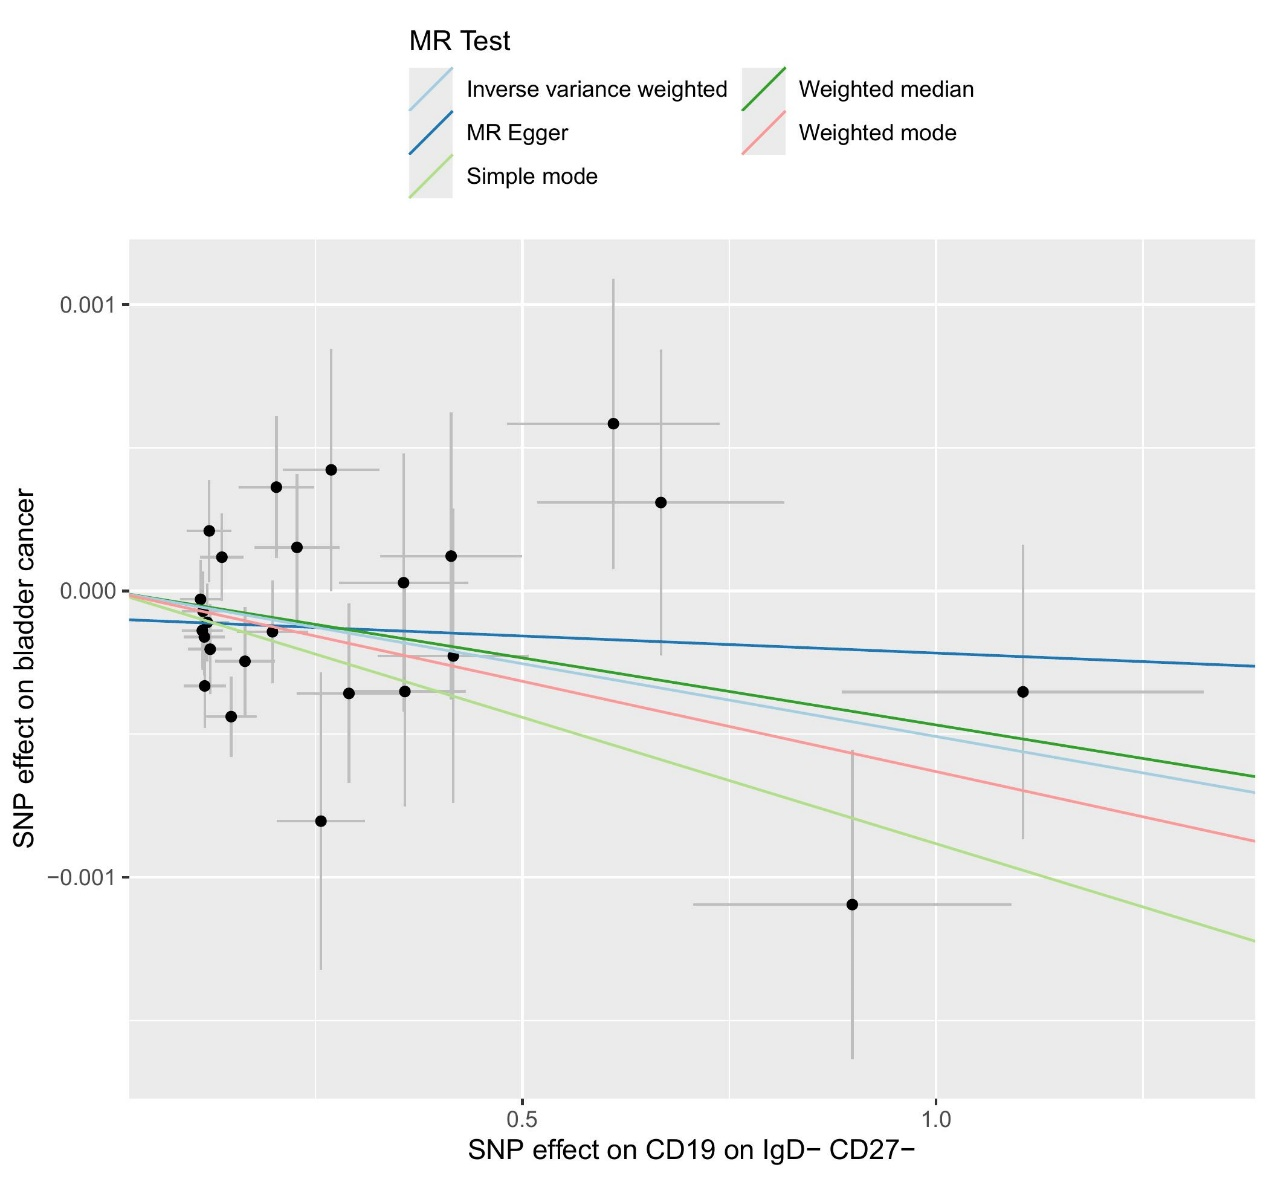 MR Test
Inverse variance weighted
Weighted median
MR Egger
Weighted mode
Simple mode
SNP effect on bladder cancer
0.001
0.000
−0.001
0.5
1.0
SNP effect on CD19 on IgD− CD27−